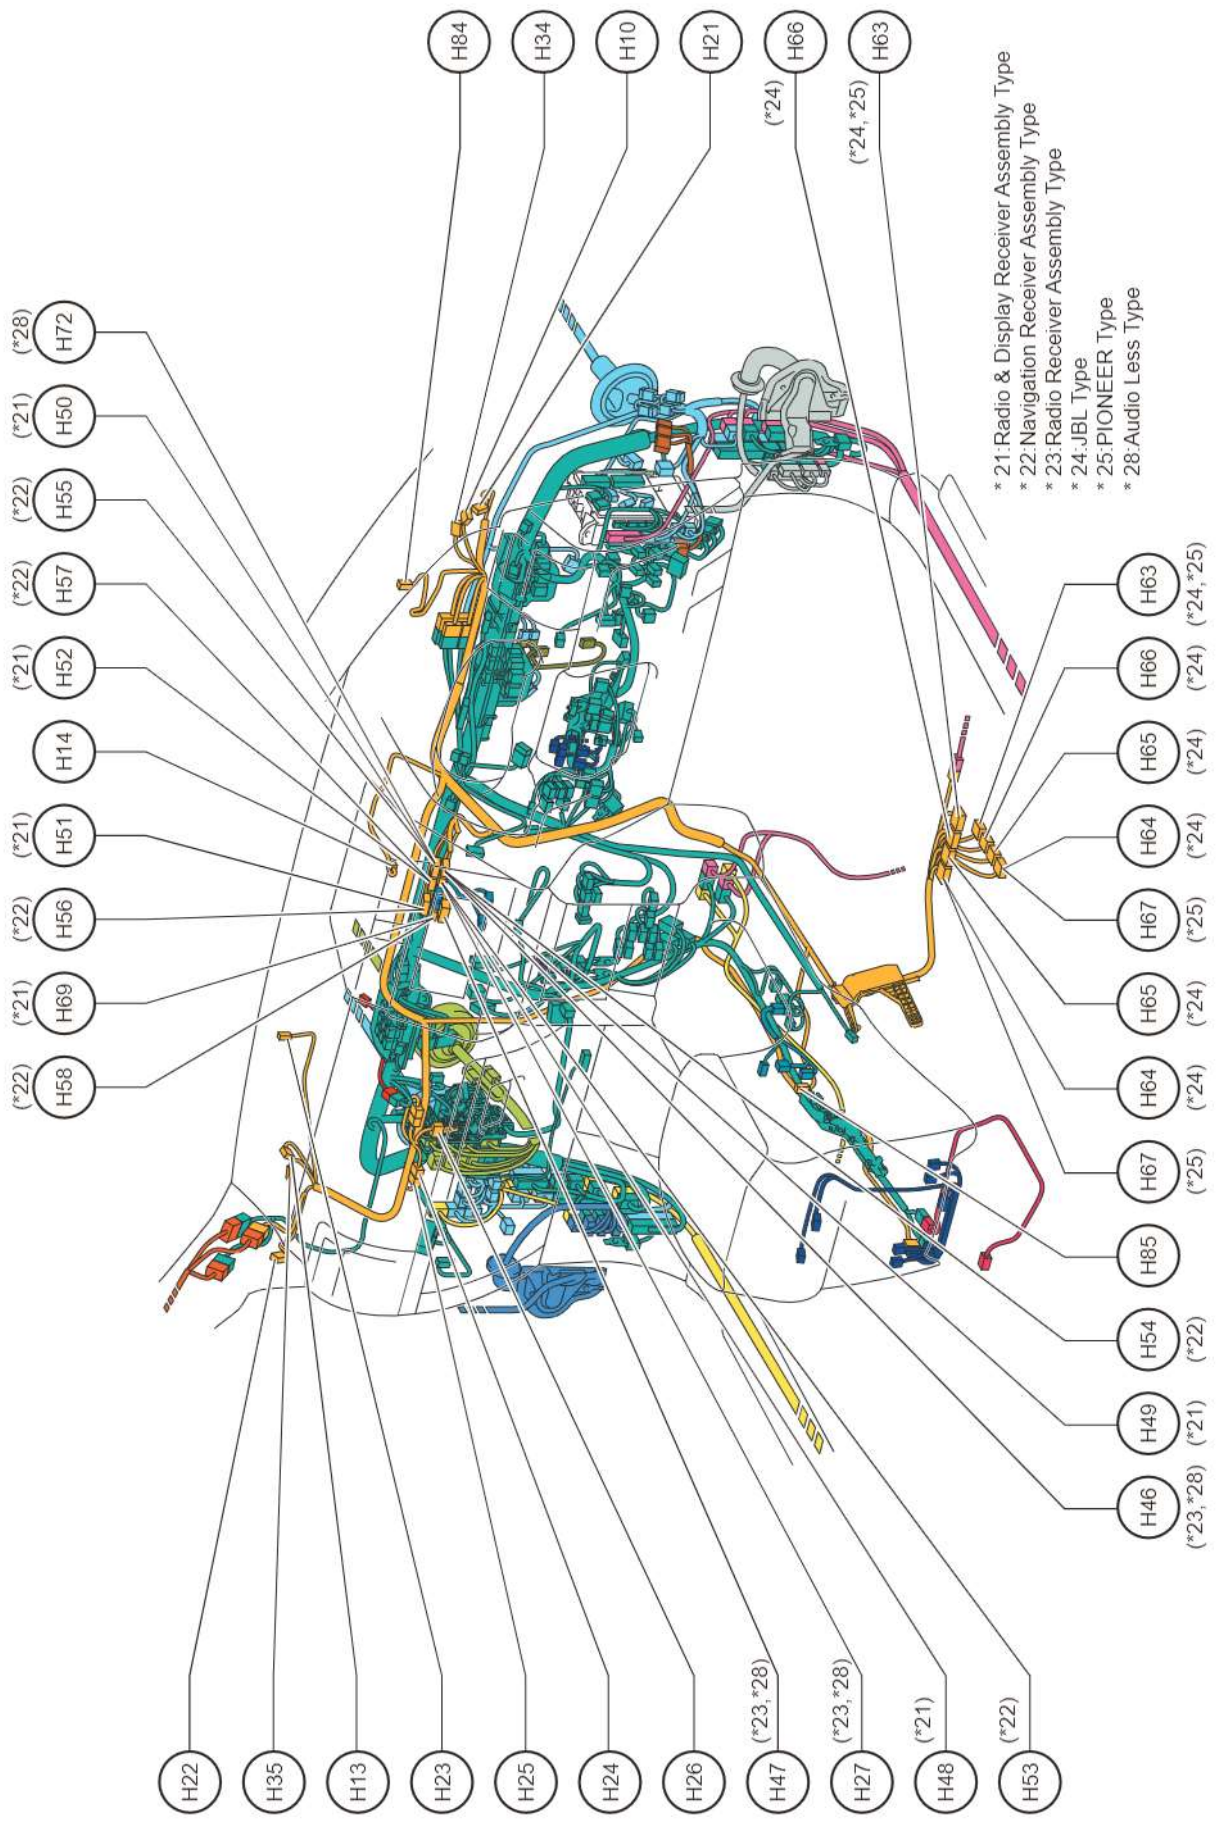 (*28)
H72
(*21)
H50
(*22)
H55
(*22)
H57
(*21)
H52
H14
(*21)
H51
(*22)
H56
(*21)
H69
(*22)
H58
H84
H34
H10
H21
H66
(*24)
H63
(*24,*25)
* 21:Radio & Display Receiver Assembly Type
* 22:Navigation Receiver Assembly Type
* 23:Radio Receiver Assembly Type
* 24:JBL Type
* 25:PIONEER Type
* 28:Audio Less Type
H22
H35
H13
H23
H25
H24
H26
H47
(*23,*28)
H27
(*23,*28)
H48
(*21)
H53
(*22)
H46
(*23,*28)
H49
(*21)
H54
(*22)
H85
H67
(*25)
H64
(*24)
H65
(*24)
H67
(*25)
H64
(*24)
H65
(*24)
H66
(*24)
H63
(*24,*25)